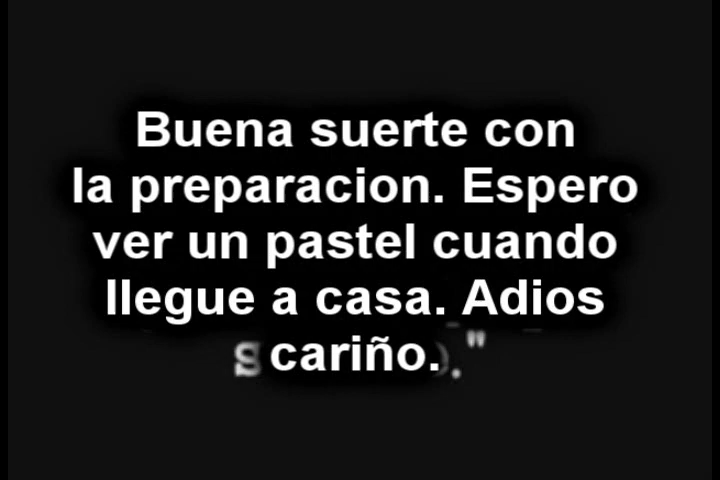 Buena suerte con
la preparacion. Espero
ver un pastel cuando
llegue a casa. Adios
cariño.